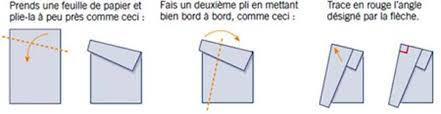 Prends une feuille de papier et
plie-la à peu près comme ceci :
Fais un deuxième pli en mettant
bien bord à bord, comme ceci :
Trace en rouge l'angle
désigné par la flèche.